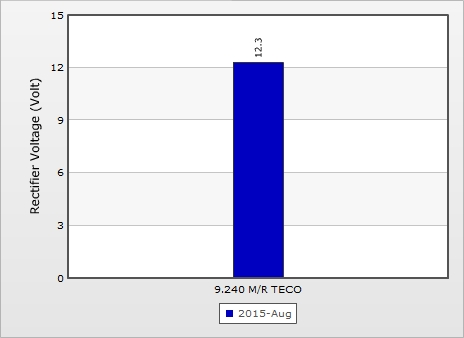 15
12.3
12
9
6
3
0
Rectifier Voltage (Volt)
9.240 M/R TECO
2015-Aug